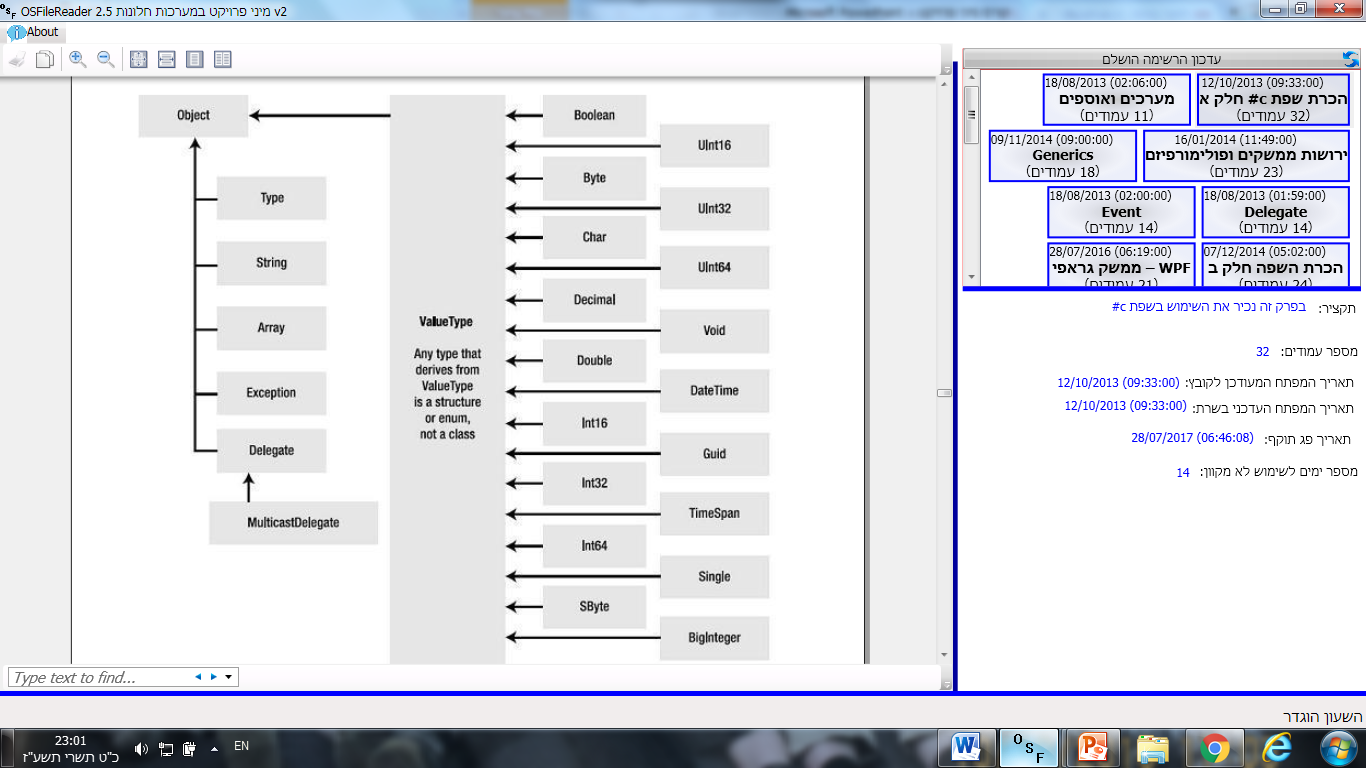 OSFileReader 2.5 מיני פרויקט במערכות חלונות v2
About
Object
Type
String
Array
Exception
Delegate
MulticastDelegate
ValueType
Any type that
derives from
ValueType
is a structure
or enum,
not a class
Boolean
UInt16
Byte
UInt32
Char
UInt64
Decimal
Void
Double
DateTime
Int16
Guid
Int32
TimeSpan
Int64
Single
SByte
BigInteger
Type text to find...
עדכון הרשימה הושלם
12/10/2013 (09:33:00)
הכרת שפת c# חלק א
(32 עמודים)
18/08/2013 (02:06:00)
מערכים ואוספים
(11 עמודים)
16/01/2014 (11:49:00)
ירושות ממשקים ופולימורפיזם
(23 עמודים)
09/11/2014 (09:00:00)
Generics
(18 עמודים)
18/08/2013 (01:59:00)
Delegate
(14 עמודים)
18/08/2013 (02:00:00)
Event
(14 עמודים)
07/12/2014 (05:02:00)
הכרת השפה חלק ב
(24 עמודים)
28/07/2016 (06:19:00)
WPF – ממשק גראפי
(21 עמודים)
תקציר: בפרק זה נכיר את השימוש בשפת c#
מספר עמודים: 32
תאריך המפתח המעודכן לקובץ: 12/10/2013 (09:33:00)
תאריך המפתח העדכני בשרת: 12/10/2013 (09:33:00)
תאריך פג תוקף: 28/07/2017 (06:46:08)
מספר ימים לשימוש לא מקוון: 14
השעון הוגדר
23:01
כ"ט תשרי תשע"ז
EN
O S F